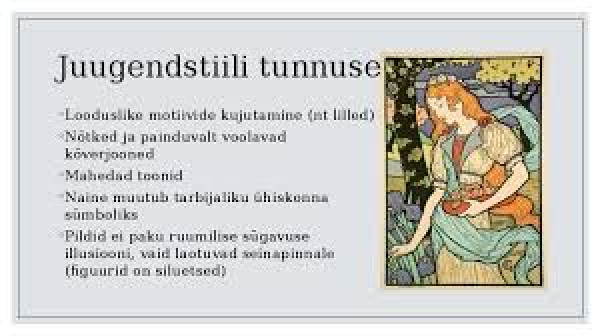 Juugendstiili tunnuse
Looduslike motiivide kujutamine (nt lilled)
Nõtked ja painduvalt voolavad
kõverjooned
Mahedad toonid
Naine muutub tarbijaliku ühiskonna
sümboliks
Pildid ei paku ruumilise sügavuse
illusiooni, vaid laotuvad seinapinnale
(figuurid on siluetsed)